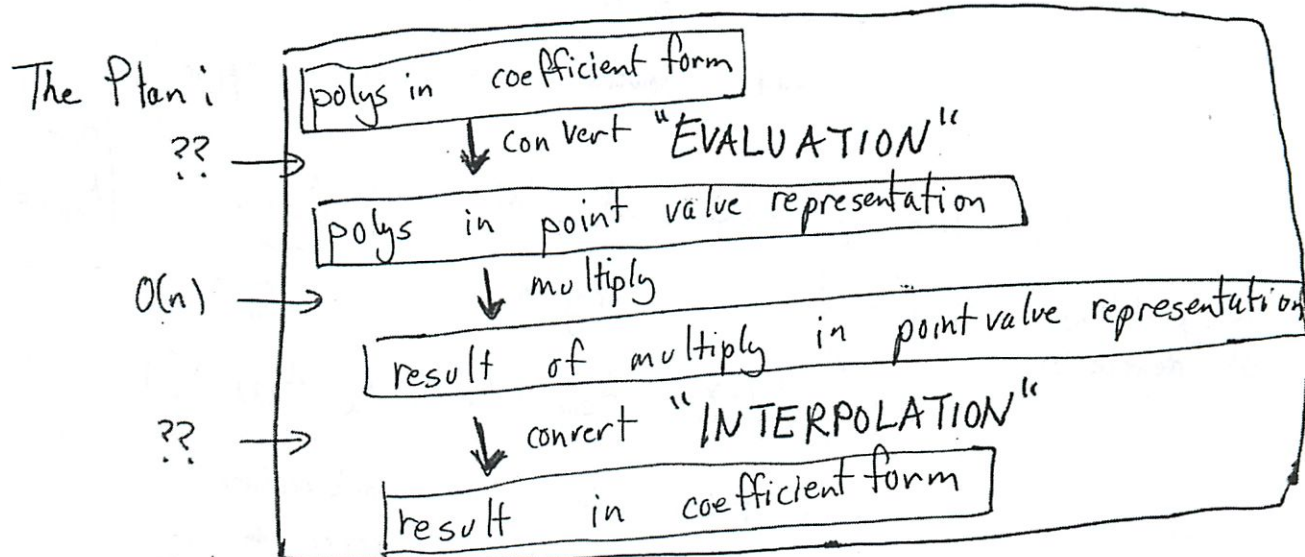 The Plan:
polys in coefficient form
?? → ↓ convert "EVALUATION"
polys in point value representation
O(n) → ↓ multiply
result of multiply in point value representation
?? → ↓ convert "INTERPOLATION"
result in coefficient form